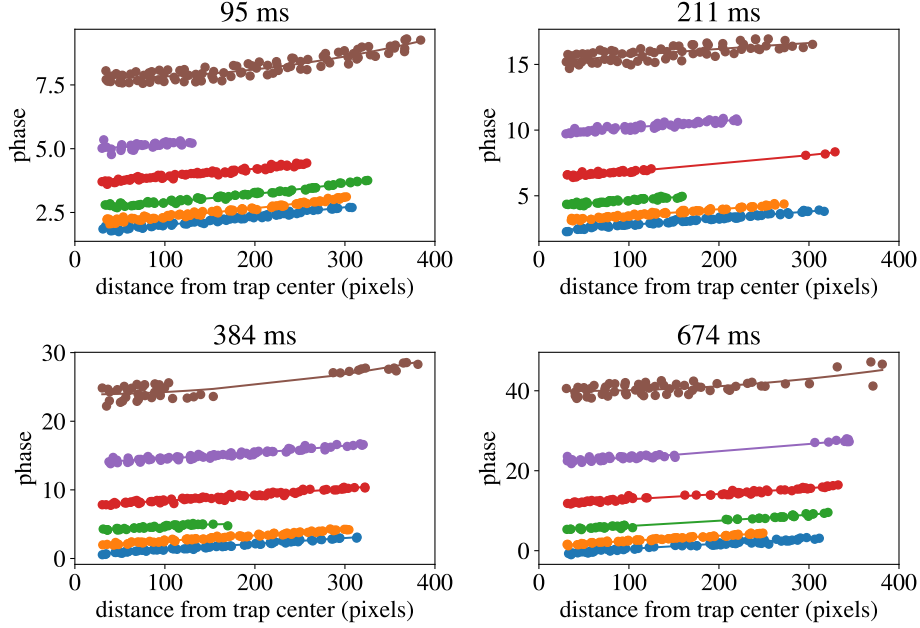 95 ms
211 ms
phase
7.5
5.0
2.5
0 100 200 300 400
distance from trap center (pixels)
phase
15
10
5
0 100 200 300 400
distance from trap center (pixels)
384 ms
674 ms
phase
30
20
10
0
0 100 200 300 400
distance from trap center (pixels)
phase
40
20
0
0 100 200 300 400
distance from trap center (pixels)